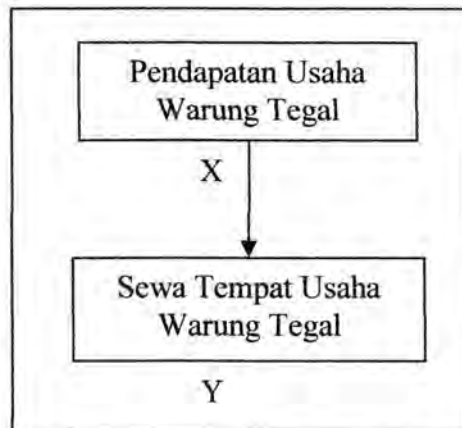 Pendapatan Usaha
Warung Tegal
X
Sewa Tempat Usaha
Warung Tegal
Y